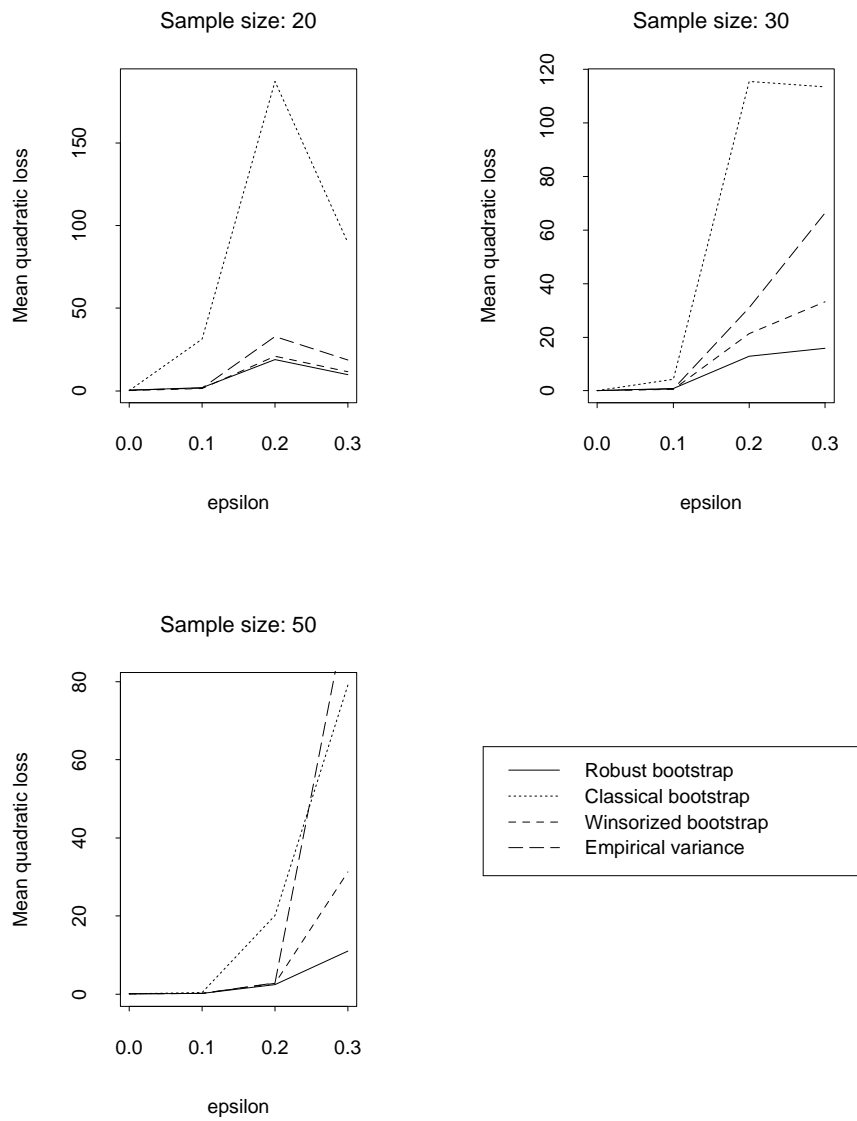 Sample size: 20
Mean quadratic loss
0
50
100
150
0.0 0.1 0.2 0.3
epsilon
Sample size: 30
Mean quadratic loss
0
20
40
60
80
100
120
0.0 0.1 0.2 0.3
epsilon
Sample size: 50
Mean quadratic loss
0
20
40
60
80
0.0 0.1 0.2 0.3
epsilon
Robust bootstrap
Classical bootstrap
Winsorized bootstrap
Empirical variance